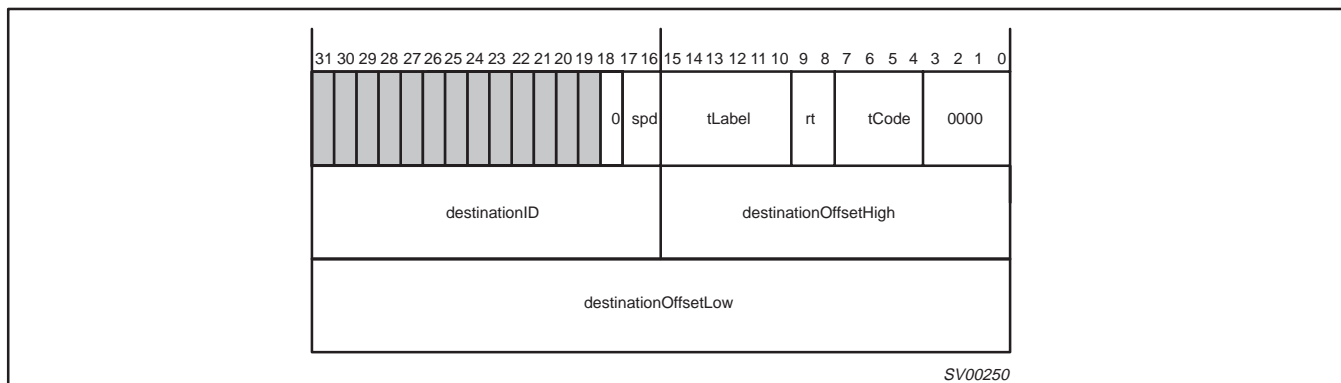 31 30 29 28 27 26 25 24 23 22 21 20 19 18 17 16 15 14 13 12 11 10 9 8 7 6 5 4 3 2 1 0
0 spd tLabel rt tCode 0000
destinationID destinationOffsetHigh
destinationOffsetLow
SV00250